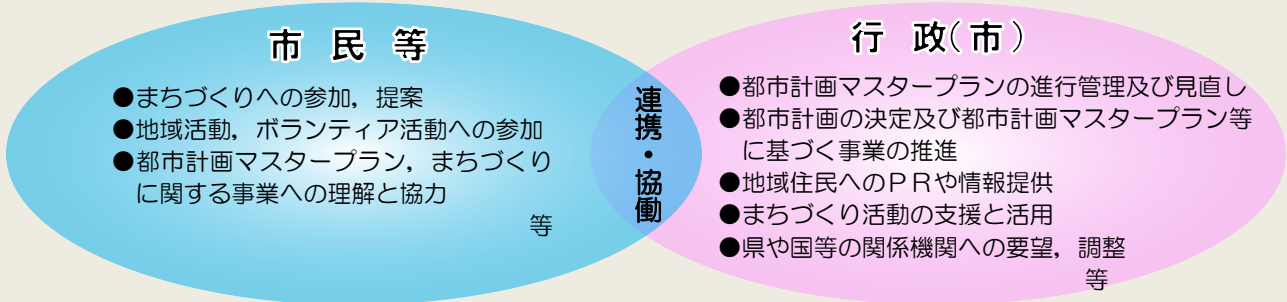 市 民 等
●まちづくりへの参加，提案
●地域活動，ボランティア活動への参加
●都市計画マスタープラン，まちづくり
に関する事業への理解と協力
等
連携・協働
行 政（市）
●都市計画マスタープランの進行管理及び見直し
●都市計画の決定及び都市計画マスタープラン等
に基づく事業の推進
●地域住民へのＰＲや情報提供
●まちづくり活動の支援と活用
●県や国等の関係機関への要望，調整
等